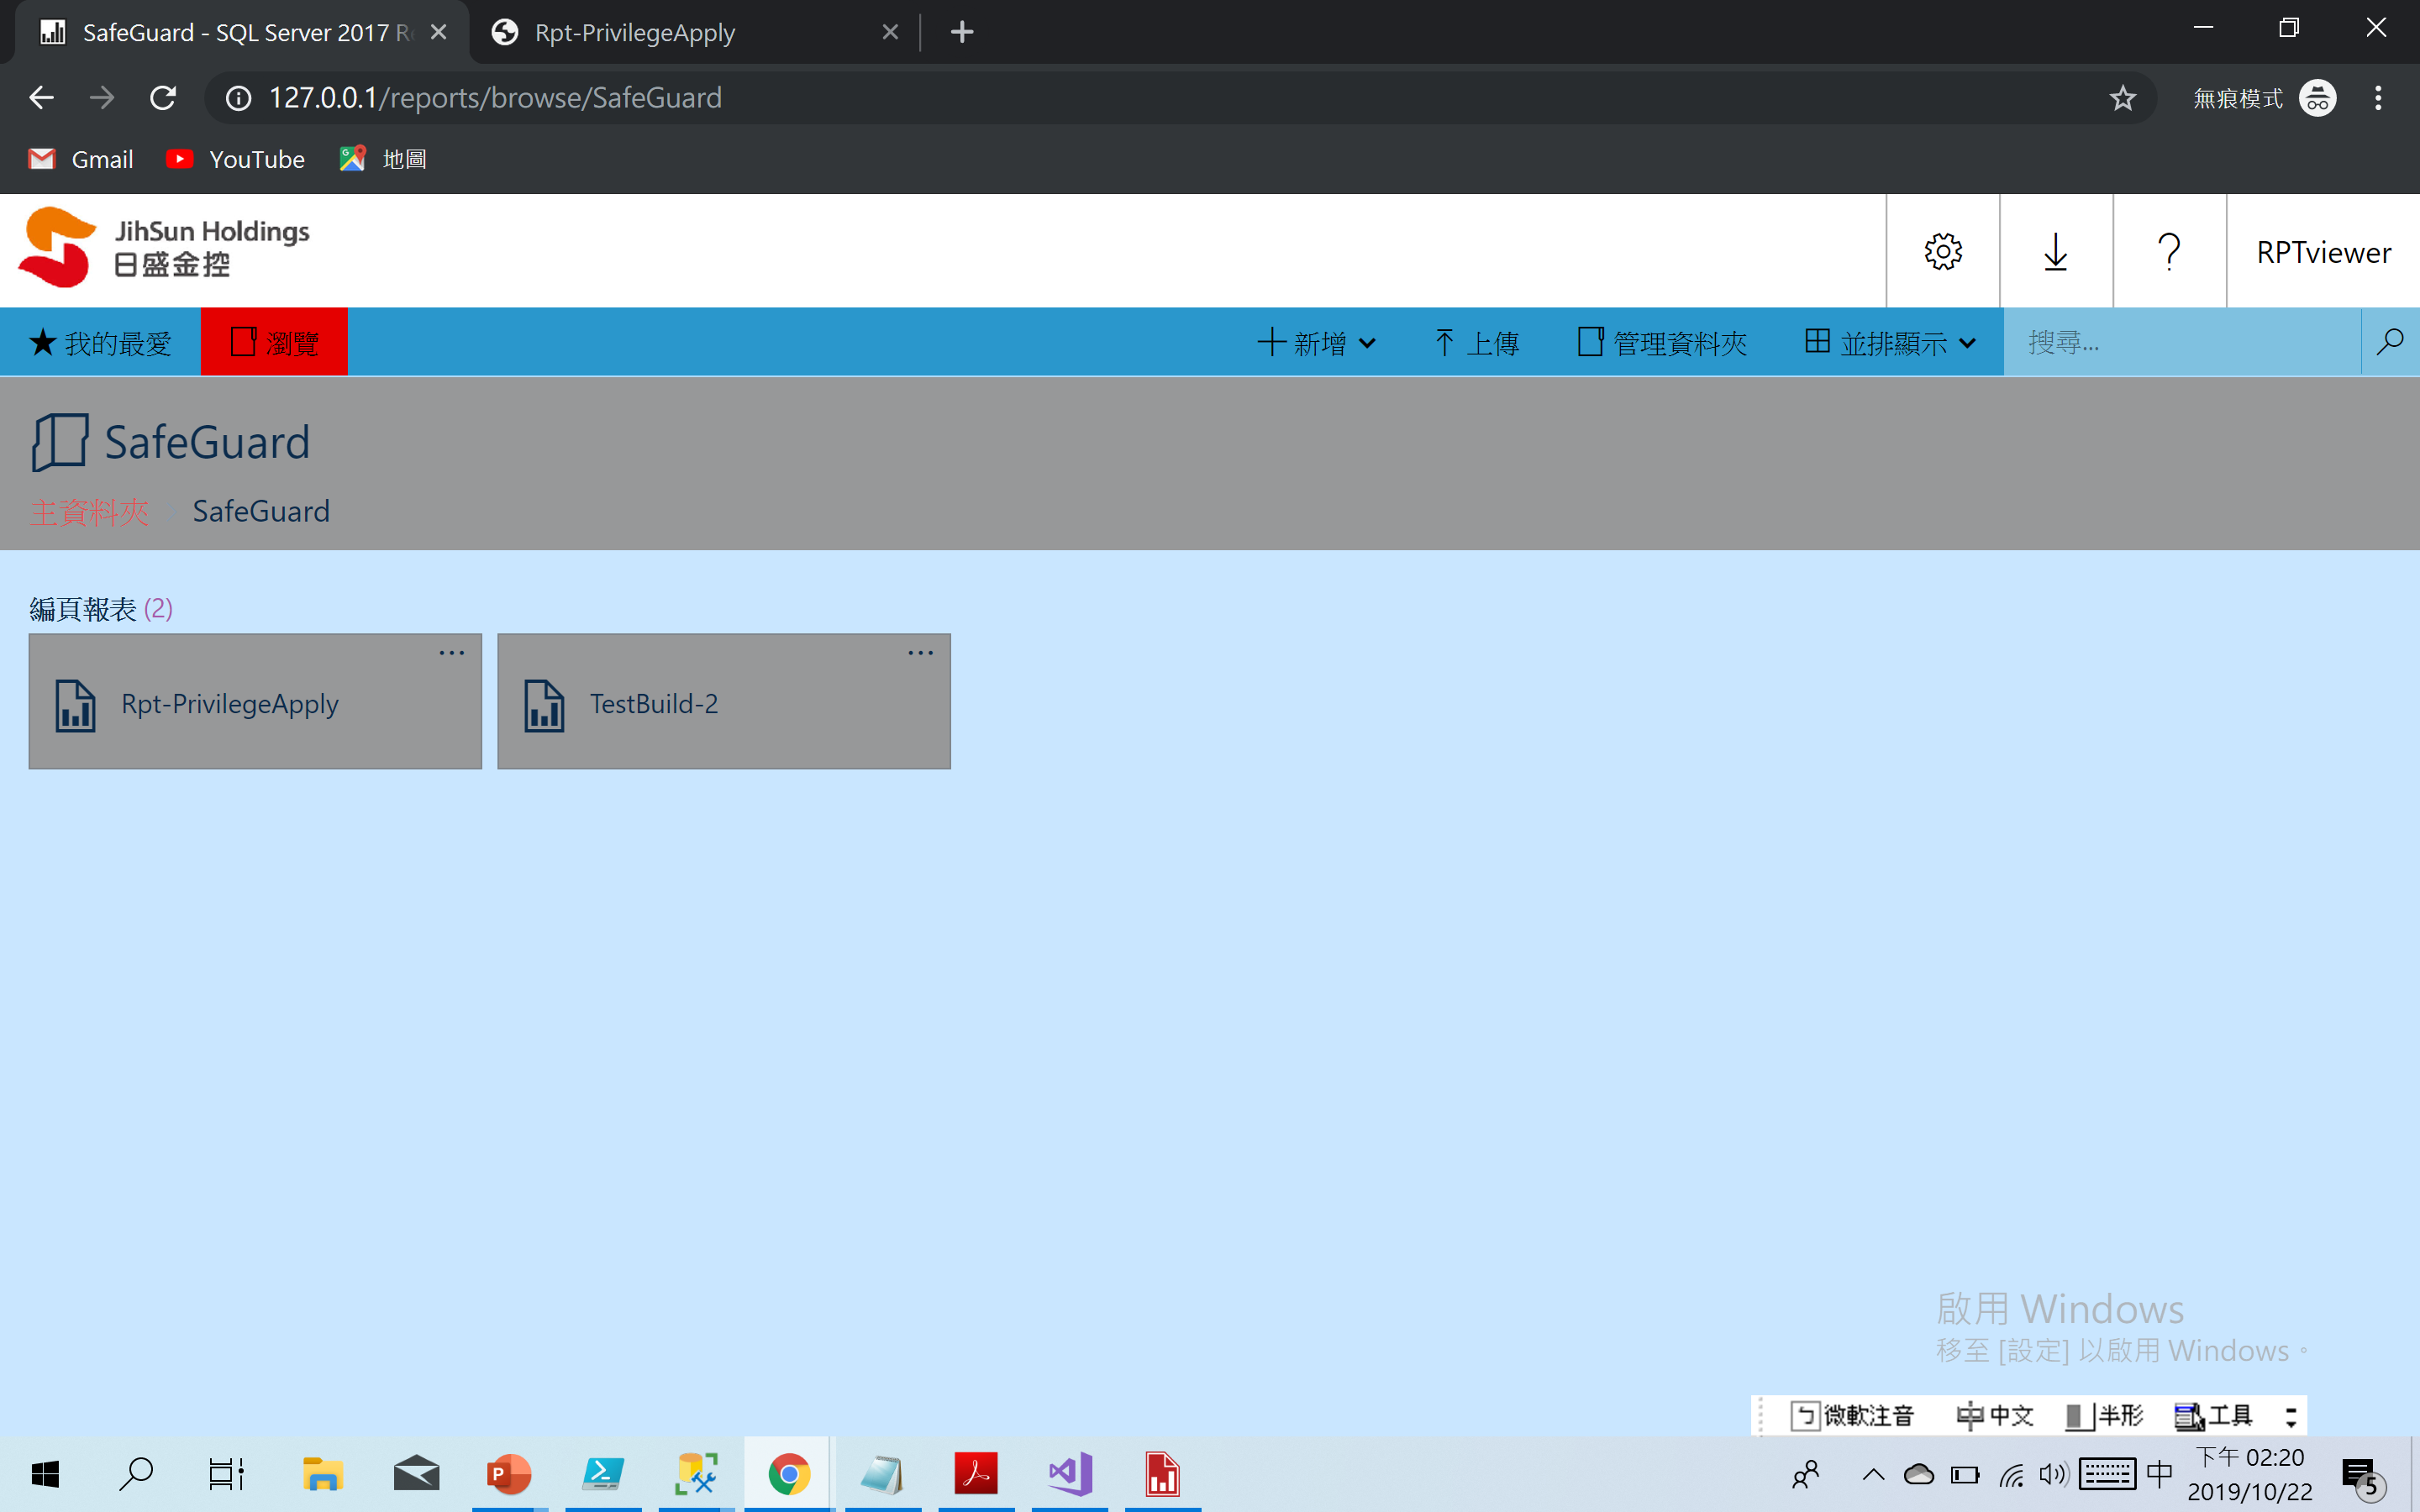 SafeGuard - SQL Server 2017
Rpt-PrivilegeApply
127.0.0.1/reports/browse/SafeGuard
無痕模式
Gmail
YouTube
地圖
JihSun Holdings
日盛金控
RPTviewer
我的最愛
瀏覽
新增
上傳
管理資料夾
並排顯示
搜尋...
SafeGuard
主資料夾
SafeGuard
編頁報表 (2)
Rpt-PrivilegeApply
TestBuild-2
啟用 Windows
移至 [設定] 以啟用 Windows。
ㄅ微軟注音
中 中文
半形
工具
中
下午 02:20
2019/10/22
5